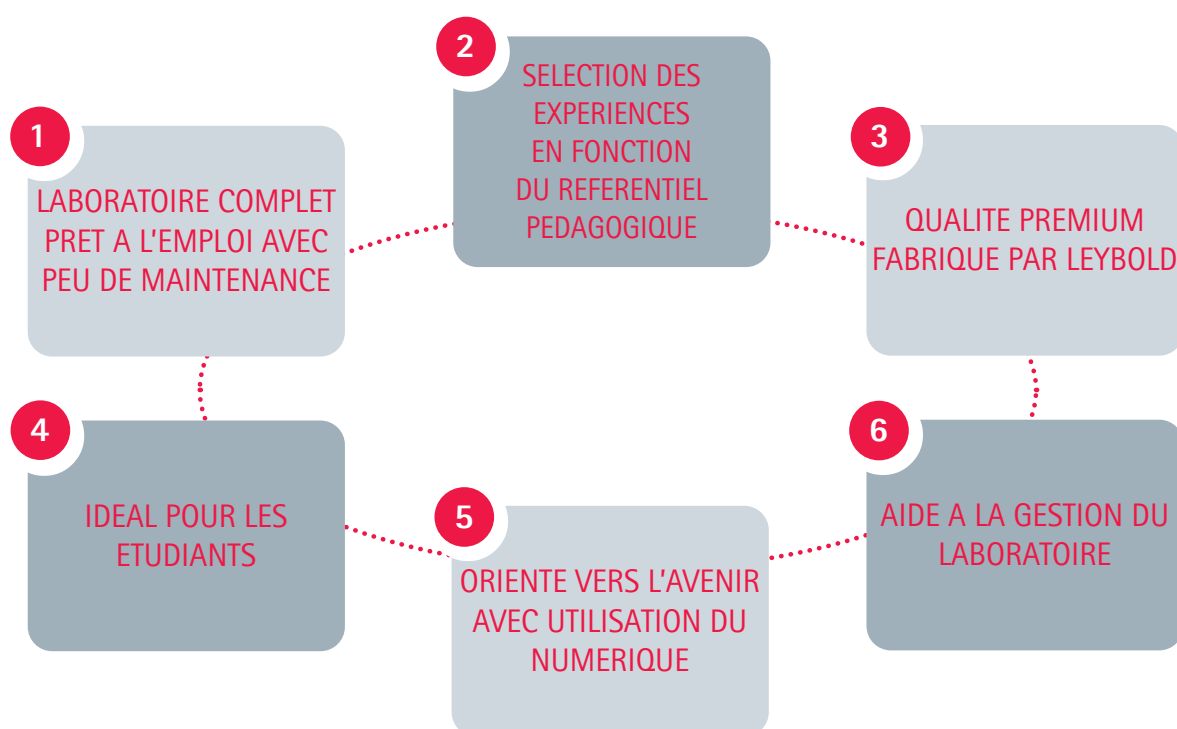 1
LABORATOIRE COMPLET
PRET A L'EMPLOI AVEC
PEU DE MAINTENANCE
2
SELECTION DES
EXPERIENCES
EN FONCTION
DU REFERENTIEL
PEDAGOGIQUE
3
QUALITE PREMIUM
FABRIQUE PAR LEYBOLD
4
IDEAL POUR LES
ETUDIANTS
5
ORIENTE VERS L'AVENIR
AVEC UTILISATION DU
NUMERIQUE
6
AIDE A LA GESTION DU
LABORATOIRE